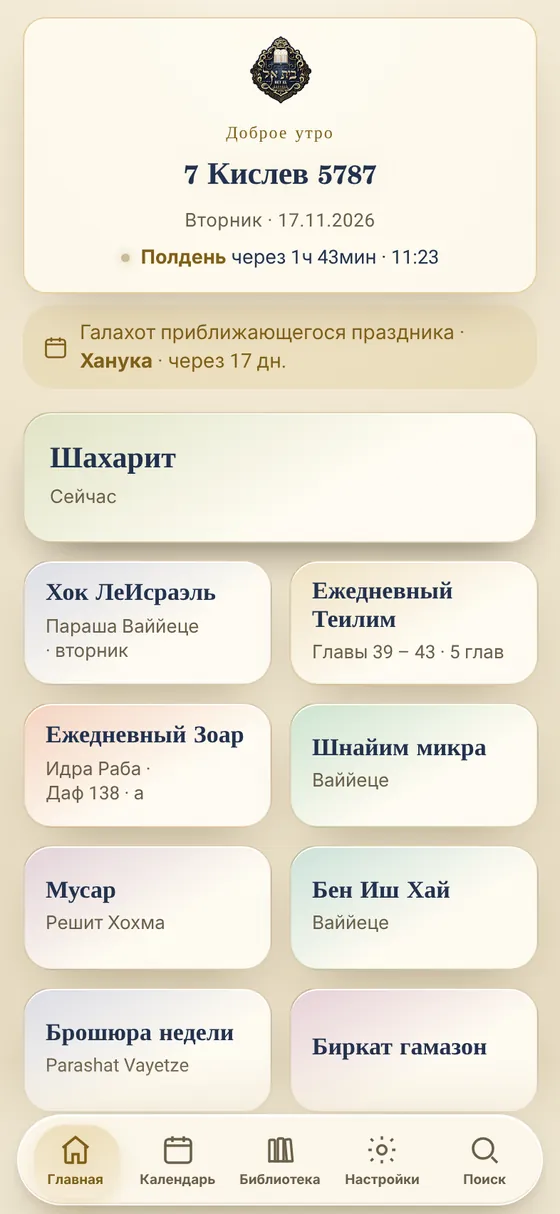 בית אל
Доброе утро
7 Кислев 5787
Вторник · 17.11.2026
Полдень через 1ч 43мин · 11:23
Галахот приближающегося праздника ·
Ханука · через 17 дн.
Шахарит
Сейчас
Хок ЛеИсраэль
Параша Ваййеце
· вторник
Ежедневный
Теилим
Главы 39 – 43 · 5 глав
Ежедневный Зоар
Идра Раба ·
Даф 138 · а
Шнайим микра
Ваййеце
Мусар
Решит Хохма
Бен Иш Хай
Ваййеце
Брошюра недели
Parashat Vayetze
Биркат гамазон
Главная
Календарь
Библиотека
Настройки
Поиск